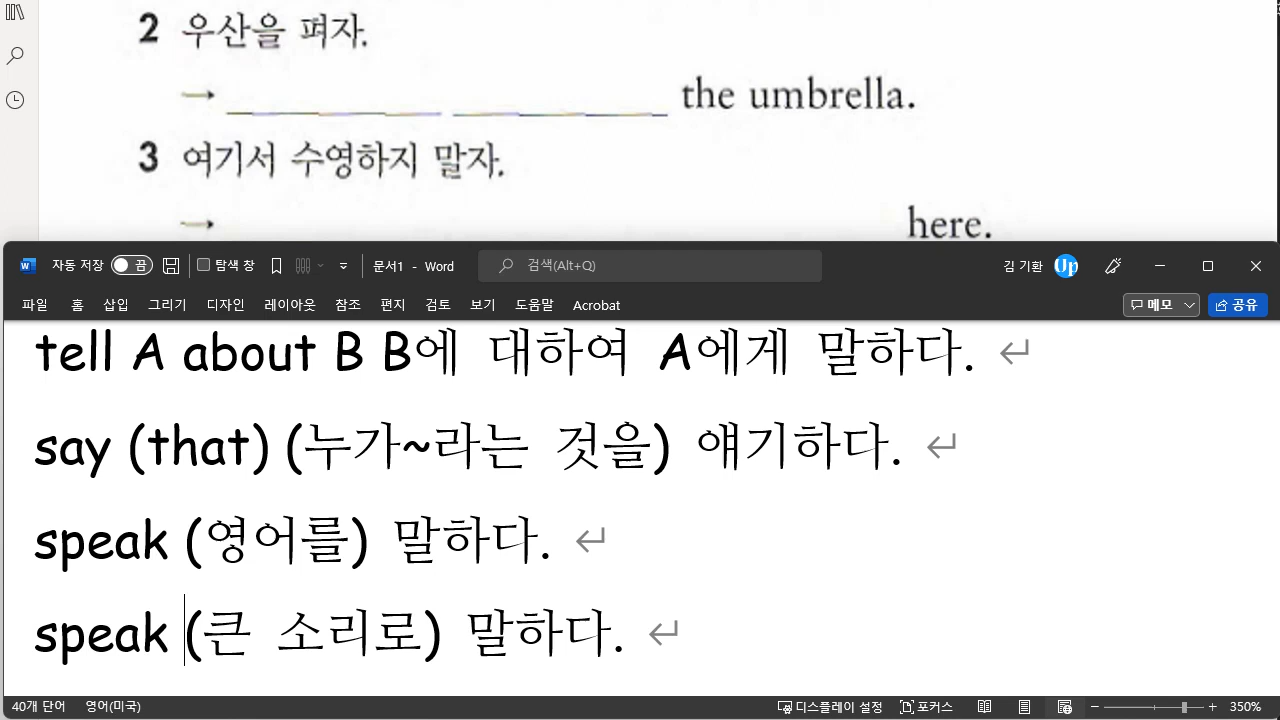 2 우산을 펴자.
→ ____________ ____________ the umbrella.
3 여기서 수영하지 말자.
→ here.
자동 저장 끔 탐색 창 문서1 - Word 검색(Alt+Q) 김 기환 Up
파일 홈 삽입 그리기 디자인 레이아웃 참조 편지 검토 보기 도움말 Acrobat 메모 공유
tell A about B B에 대하여 A에게 말하다. ↵
say (that) (누가~라는 것을) 얘기하다. ↵
speak (영어를) 말하다. ↵
speak (큰 소리로) 말하다. ↵
40개 단어 영어(미국) 디스플레이 설정 포커스 350%